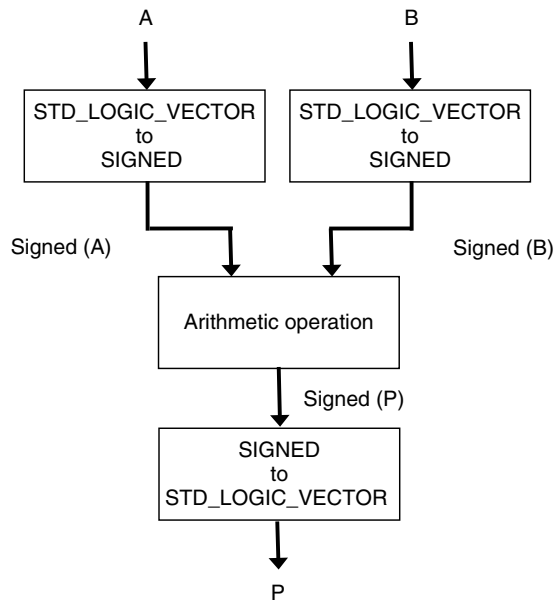 A
B
STD_LOGIC_VECTOR
to
SIGNED
STD_LOGIC_VECTOR
to
SIGNED
Signed (A)
Signed (B)
Arithmetic operation
Signed (P)
SIGNED
to
STD_LOGIC_VECTOR
P